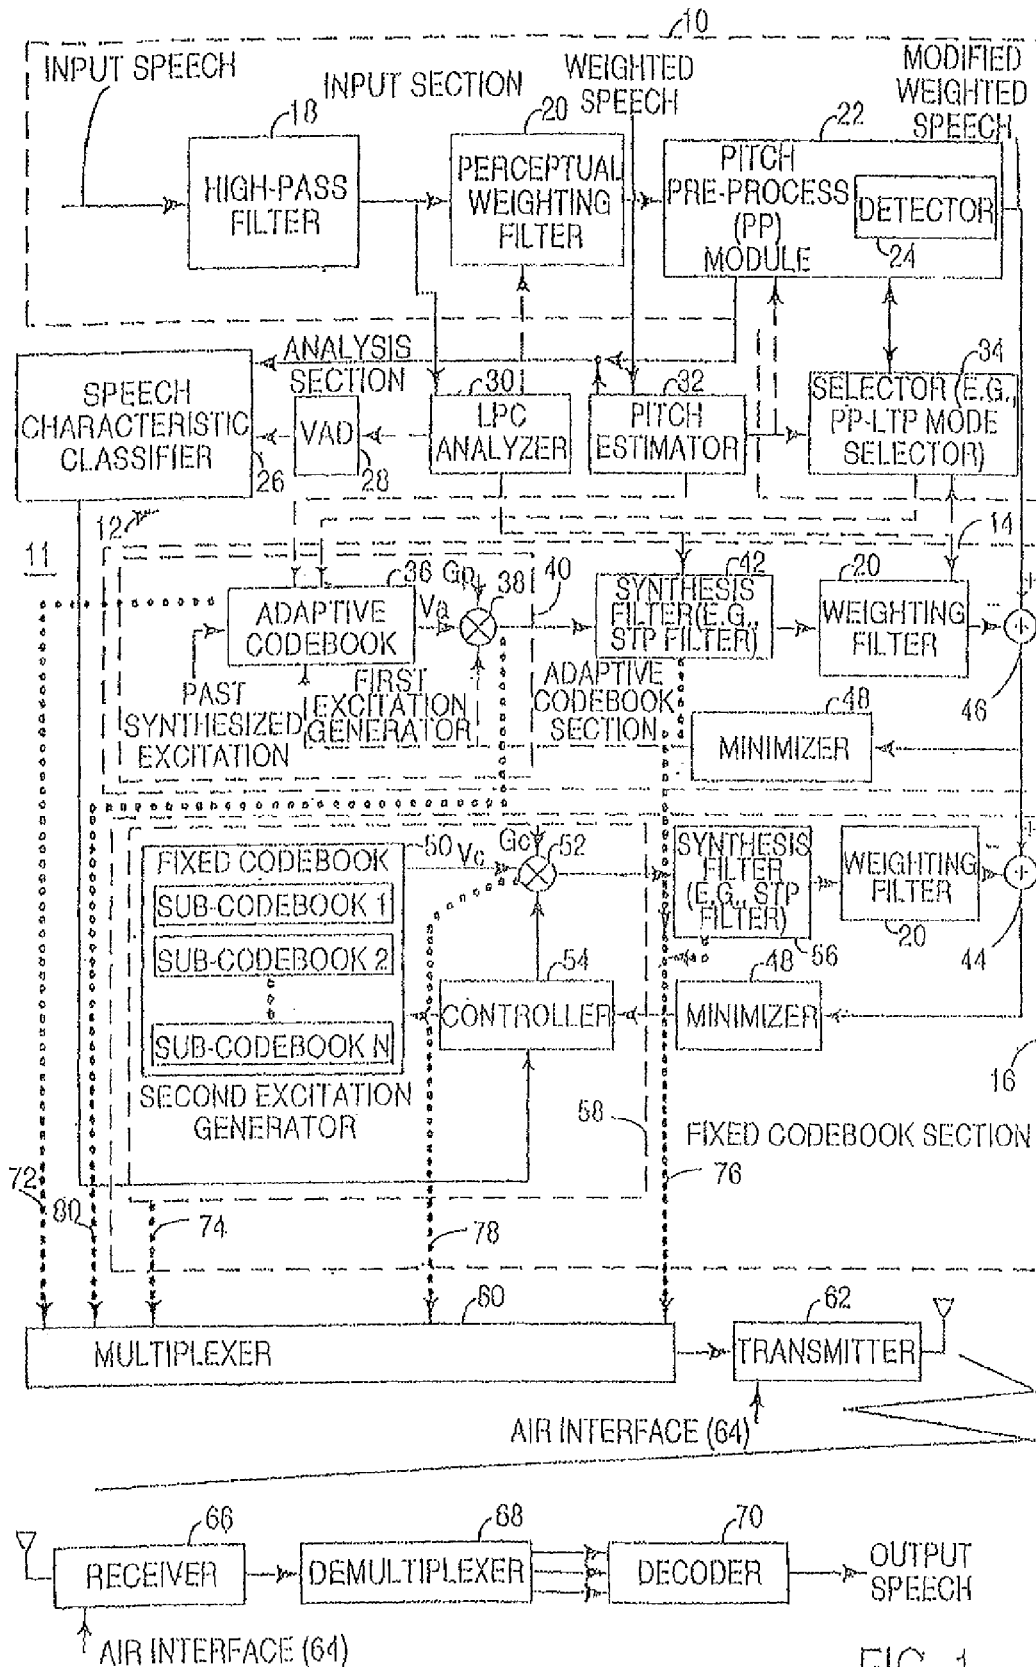 10
INPUT SPEECH
INPUT SECTION
WEIGHTED
SPEECH
MODIFIED
WEIGHTED
SPEECH
18
HIGH-PASS
FILTER
20
PERCEPTUAL
WEIGHTING
FILTER
22
PITCH
PRE-PROCESS
(PP)
MODULE
DETECTOR
24
ANALYSIS
SECTION
SPEECH
CHARACTERISTIC
CLASSIFIER
26
VAD
28
30
LPC
ANALYZER
32
PITCH
ESTIMATOR
34
SELECTOR (E.G.,
PP-LTP MODE
SELECTOR)
12
11
14
36
ADAPTIVE
CODEBOOK
Gp
Va
38
40
42
SYNTHESIS
FILTER(E.G.,
STP FILTER)
20
WEIGHTING
FILTER
-
+
46
PAST
SYNTHESIZED
EXCITATION
FIRST
EXCITATION
GENERATOR
ADAPTIVE
CODEBOOK
SECTION
48
MINIMIZER
FIXED CODEBOOK
50
Vc
Gc
52
SUB-CODEBOOK 1
SUB-CODEBOOK 2
SUB-CODEBOOK N
SECOND EXCITATION
GENERATOR
54
CONTROLLER
SYNTHESIS
FILTER
(E.G., STP
FILTER)
56
WEIGHTING
FILTER
20
-
+
44
48
MINIMIZER
16
58
FIXED CODEBOOK SECTION
72
80
74
78
76
60
MULTIPLEXER
62
TRANSMITTER
AIR INTERFACE (64)
66
RECEIVER
68
DEMULTIPLEXER
70
DECODER
OUTPUT
SPEECH
AIR INTERFACE (64)
FIG. 1